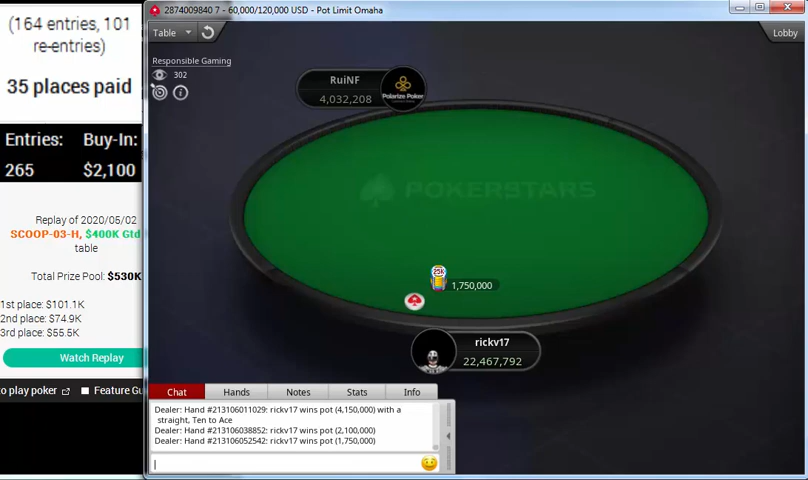 (164 entries, 101
re-entries)
35 places paid
Entries: Buy-In:
265 $2,100
Replay of 2020/05/02
SCOOP-03-H, $400K Gtd
table
Total Prize Pool: $530K
1st place: $101.1K
2nd place: $74.9K
3rd place: $55.5K
Watch Replay
to play poker Feature Gu
2874009840 7 - 60,000/120,000 USD - Pot Limit Omaha
Table Lobby
Responsible Gaming
302
RuiNF
4,032,208
Polarize Poker
POKERSTARS
25K
1,750,000
rickv17
22,467,792
Chat Hands Notes Stats Info
Dealer: Hand #213106011029: rickv17 wins pot (4,150,000) with a
straight, Ten to Ace
Dealer: Hand #213106038852: rickv17 wins pot (2,100,000)
Dealer: Hand #213106052542: rickv17 wins pot (1,750,000)